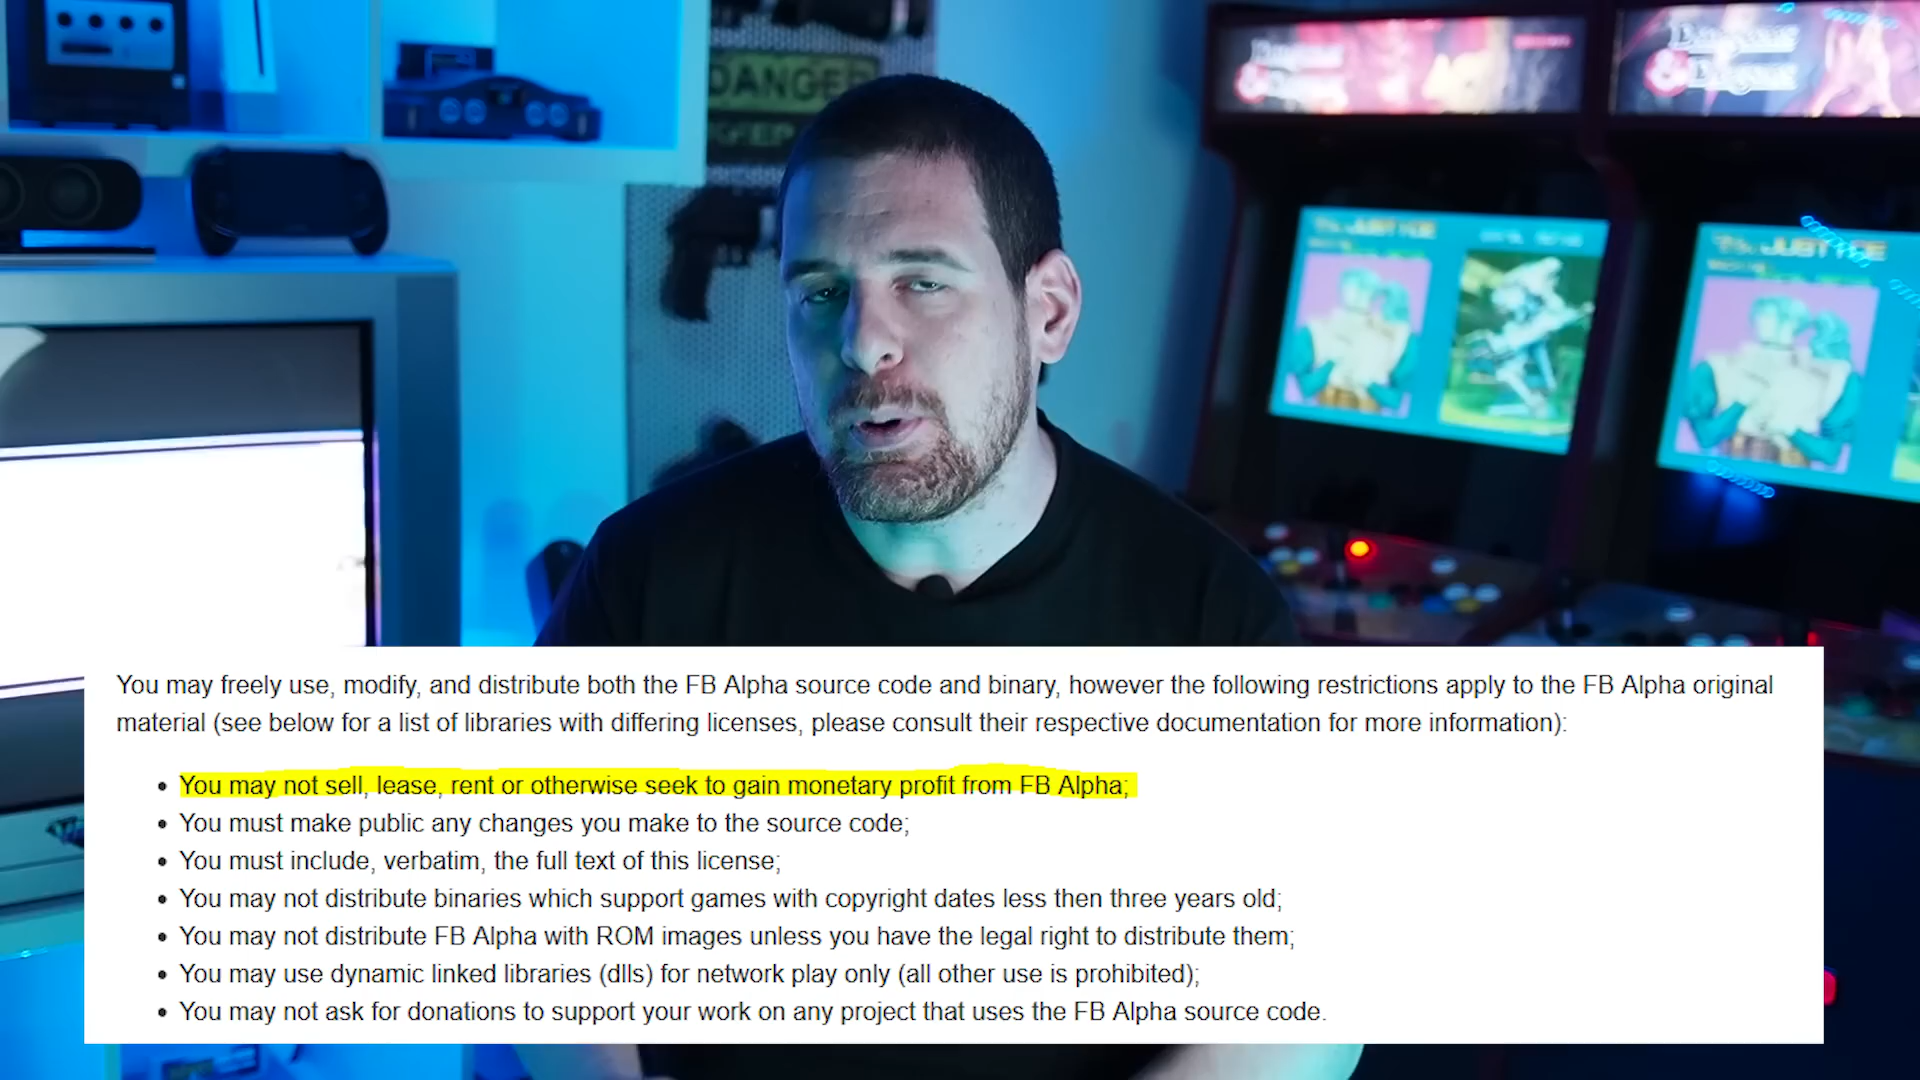 DANGER
KEEP
Dungeons
& Dragons
Dungeons
& Dragons
You may freely use, modify, and distribute both the FB Alpha source code and binary, however the following restrictions apply to the FB Alpha original
material (see below for a list of libraries with differing licenses, please consult their respective documentation for more information):
• You may not sell, lease, rent or otherwise seek to gain monetary profit from FB Alpha;
• You must make public any changes you make to the source code;
• You must include, verbatim, the full text of this license;
• You may not distribute binaries which support games with copyright dates less then three years old;
• You may not distribute FB Alpha with ROM images unless you have the legal right to distribute them;
• You may use dynamic linked libraries (dlls) for network play only (all other use is prohibited);
• You may not ask for donations to support your work on any project that uses the FB Alpha source code.